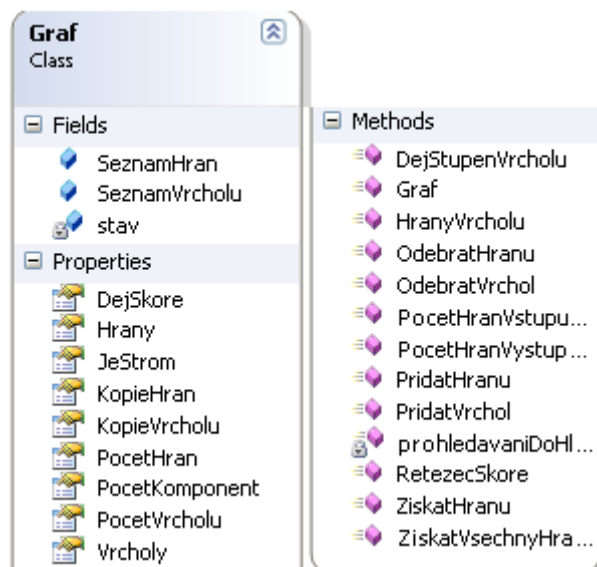 Graf
Class
Fields
SeznamHran
SeznamVrcholu
stav
Properties
DejSkore
Hrany
JeStrom
KopieHran
KopieVrcholu
PocetHran
PocetKomponent
PocetVrcholu
Vrcholy
Methods
DejStupenVrcholu
Graf
HranyVrcholu
OdebratHranu
OdebratVrchol
PocetHranVstupu...
PocetHranVystup...
PridatHranu
PridatVrchol
prohledavaniDoHl...
RetezecSkore
ZiskatHranu
ZiskatVsechnyHra...